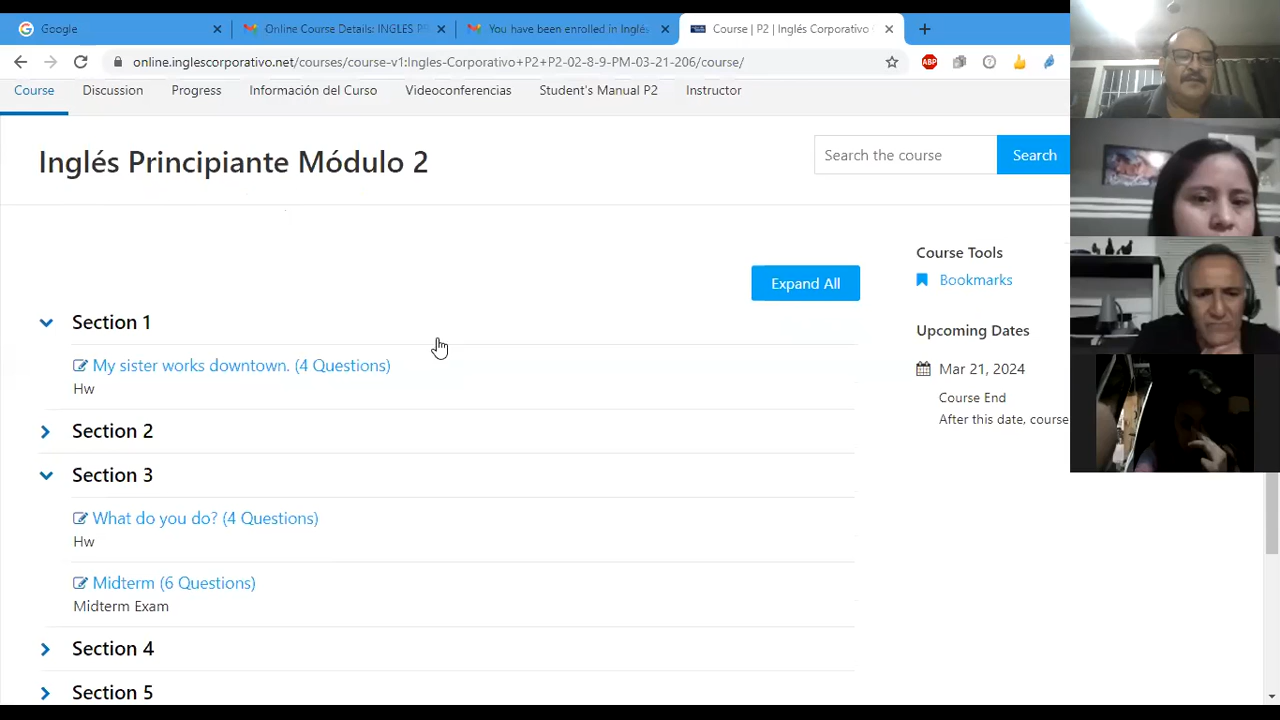 Google
Online Course Details: INGLES PR
You have been enrolled in Inglés
Course | P2 | Inglés Corporativo
online.inglescorporativo.net/courses/course-v1:Ingles-Corporativo+P2+P2-02-8-9-PM-03-21-206/course/
ABP
Course
Discussion
Progress
Información del Curso
Videoconferencias
Student's Manual P2
Instructor
Inglés Principiante Módulo 2
Search the course
Search
Expand All
Section 1
My sister works downtown. (4 Questions)
Hw
Section 2
Section 3
What do you do? (4 Questions)
Hw
Midterm (6 Questions)
Midterm Exam
Section 4
Section 5
Course Tools
Bookmarks
Upcoming Dates
Mar 21, 2024
Course End
After this date, course